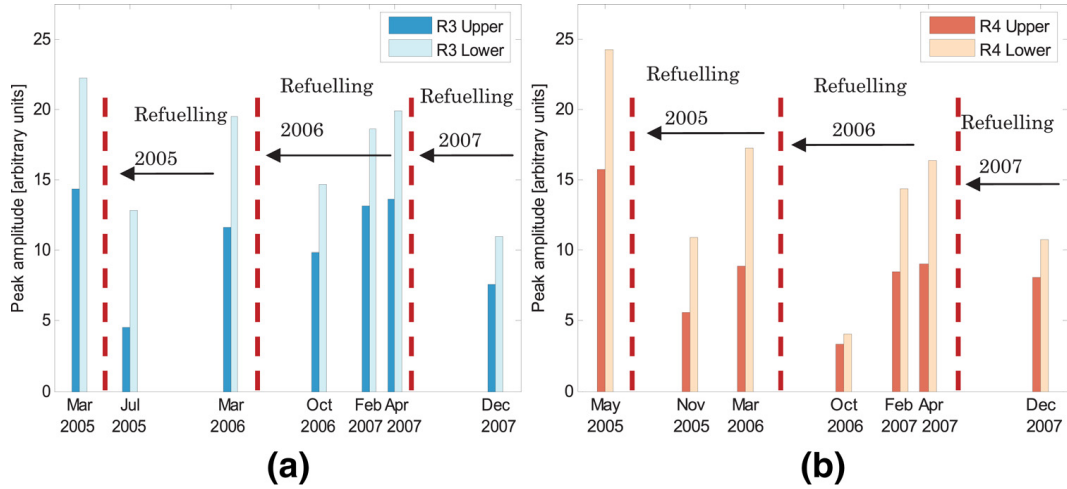 Peak amplitude [arbitrary units]
25
20
15
10
5
0
R3 Upper
R3 Lower
Refuelling
2005
Refuelling
2006
Refuelling
2007
Mar
2005
Jul
2005
Mar
2006
Oct
2006
Feb
2007
Apr
2007
Dec
2007
(a)
Peak amplitude [arbitrary units]
25
20
15
10
5
0
R4 Upper
R4 Lower
Refuelling
2005
Refuelling
2006
Refuelling
2007
May
2005
Nov
2005
Mar
2006
Oct
2006
Feb
2007
Apr
2007
Dec
2007
(b)